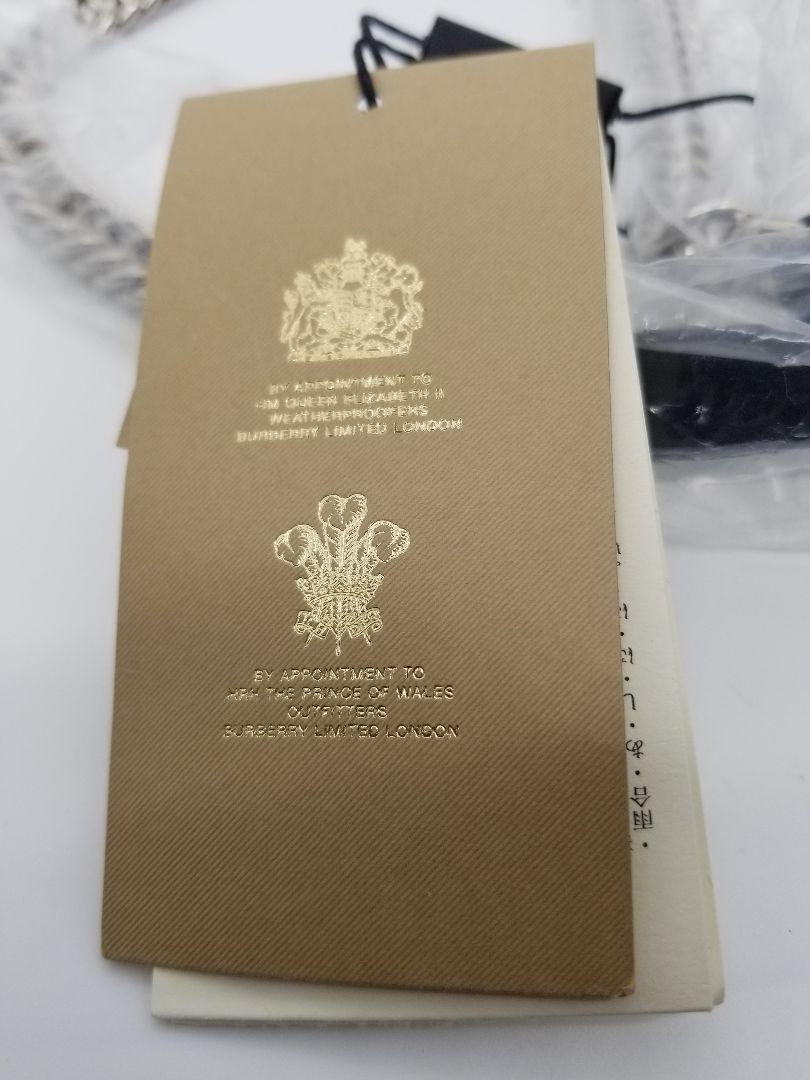 BY APPOINTMENT TO
HM QUEEN ELIZABETH II
WEATHERPROOFERS
BURBERRY LIMITED LONDON
BY APPOINTMENT TO
HRH THE PRINCE OF WALES
OUTFITTERS
BURBERRY LIMITED LONDON